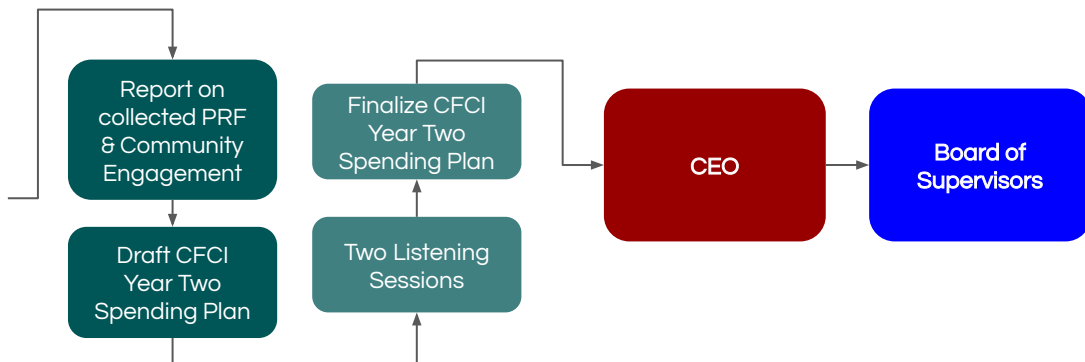 Report on
collected PRF
& Community
Engagement
Draft CFCI
Year Two
Spending Plan
Finalize CFCI
Year Two
Spending Plan
Two Listening
Sessions
CEO
Board of
Supervisors